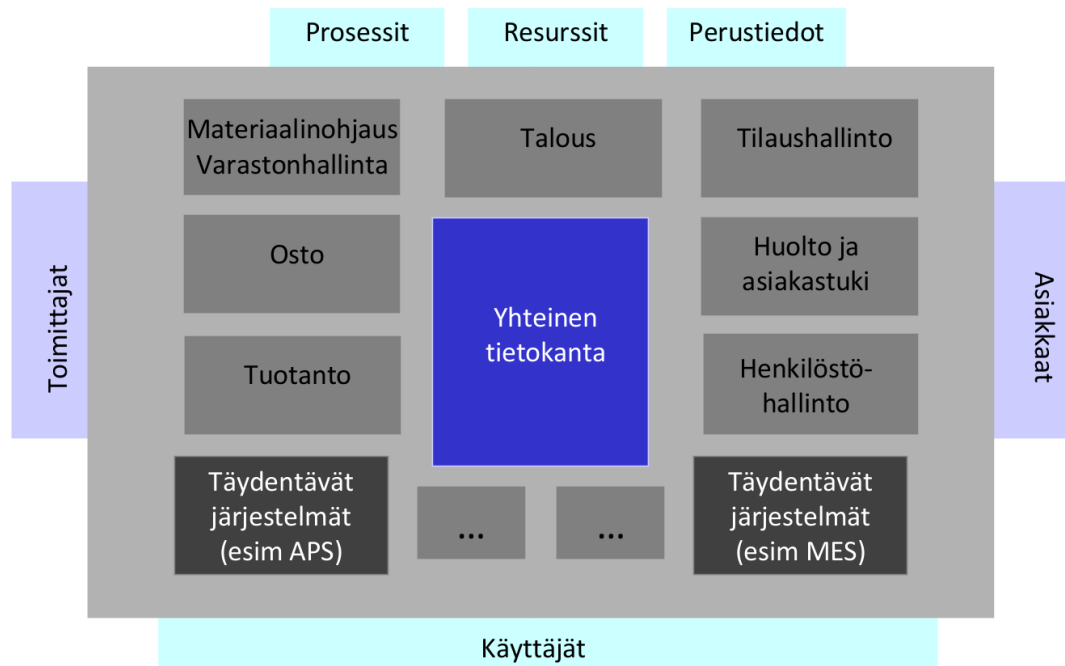 Prosessit
Resurssit
Perustiedot
Materiaalinohjaus
Varastonhallinta
Talous
Tilaushallinto
Toimittajat
Osto
Yhteinen
tietokanta
Huolto ja
asiakastuki
Asiakkaat
Tuotanto
Henkilöstö-
hallinto
Täydentävät
järjestelmät
(esim APS)
...
...
Täydentävät
järjestelmät
(esim MES)
Käyttäjät